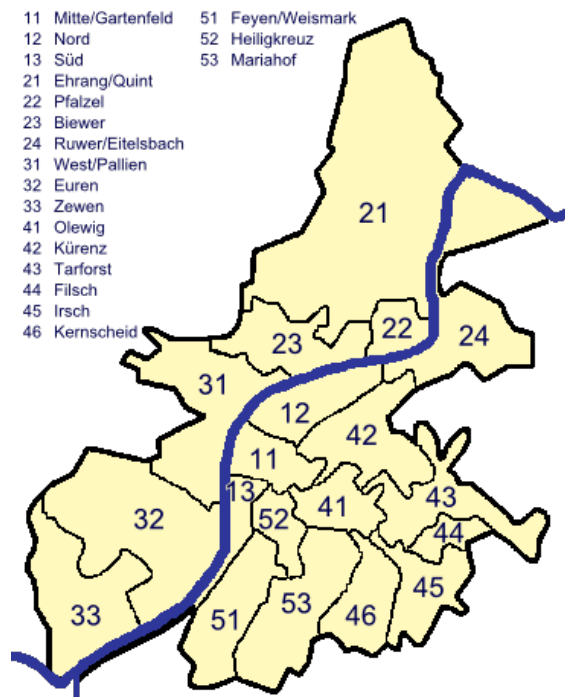 11 Mitte/Gartenfeld
12 Nord
13 Süd
21 Ehrang/Quint
22 Pfalzel
23 Biewer
24 Ruwer/Eitelsbach
31 West/Pallien
32 Euren
33 Zewen
41 Olewig
42 Kürenz
43 Tarforst
44 Filsch
45 Irsch
46 Kernscheid
51 Feyen/Weismark
52 Heiligkreuz
53 Mariahof
21
22
23
24
31
12
42
11
13
43
41
52
32
44
45
53
51
46
33